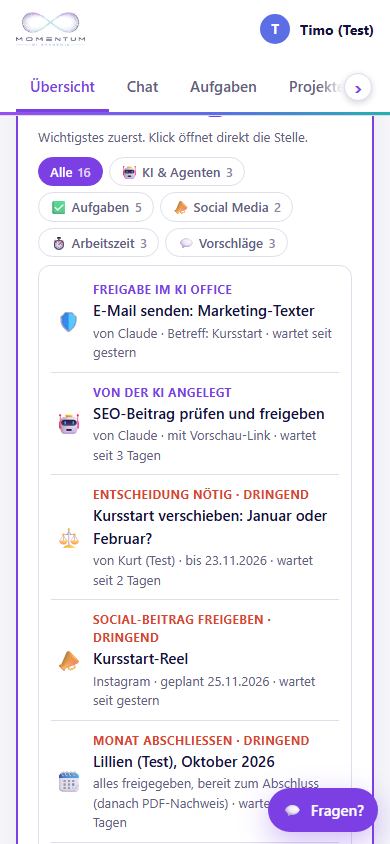 MOMENTUM
T
Timo (Test)
Übersicht
Chat
Aufgaben
Projekte
Wichtigstes zuerst. Klick öffnet direkt die Stelle.
Alle 16
KI & Agenten 3
Aufgaben 5
Social Media 2
Arbeitszeit 3
Vorschläge 3
FREIGABE IM KI OFFICE
E-Mail senden: Marketing-Texter
von Claude · Betreff: Kursstart · wartet seit
gestern
VON DER KI ANGELEGT
SEO-Beitrag prüfen und freigeben
von Claude · mit Vorschau-Link · wartet
seit 3 Tagen
ENTSCHEIDUNG NÖTIG · DRINGEND
Kursstart verschieben: Januar oder
Februar?
von Kurt (Test) · bis 23.11.2026 · wartet
seit 2 Tagen
SOCIAL-BEITRAG FREIGEBEN ·
DRINGEND
Kursstart-Reel
Instagram · geplant 25.11.2026 · wartet
seit gestern
MONAT ABSCHLIESSEN · DRINGEND
Lillien (Test), Oktober 2026
alles freigegeben, bereit zum Abschluss
(danach PDF-Nachweis) ·
Tagen
Fragen?